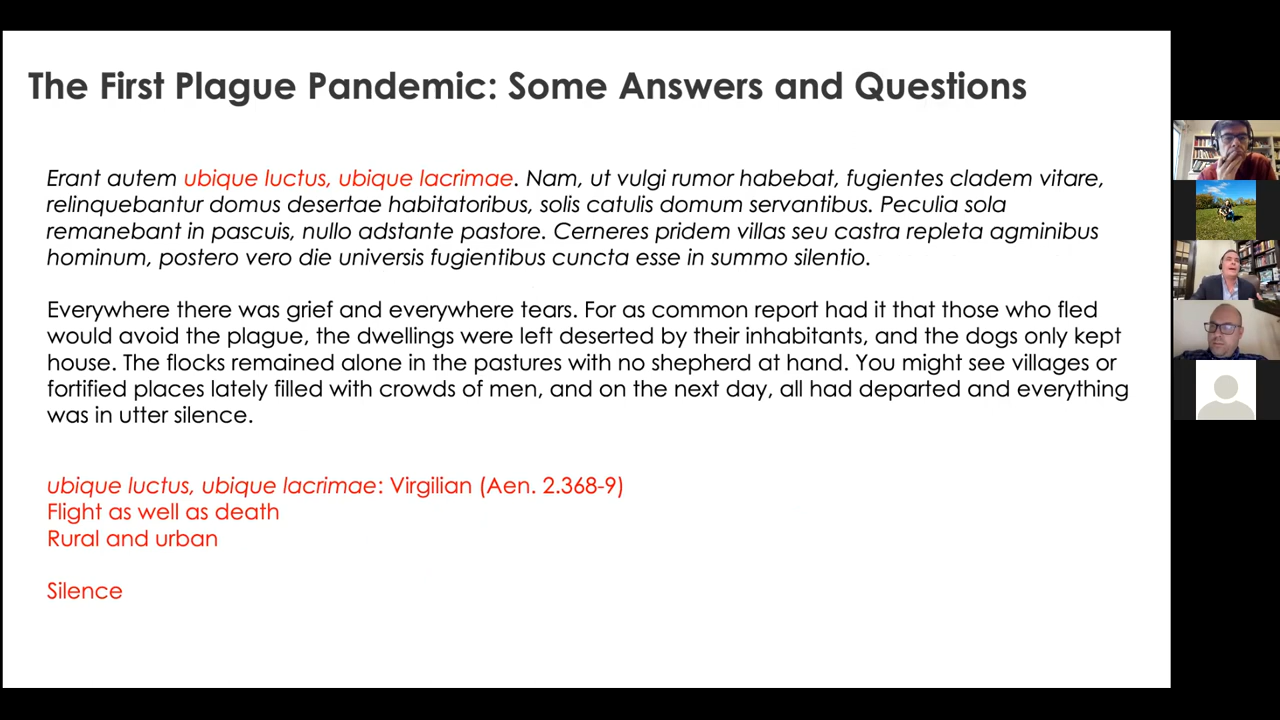 The First Plague Pandemic: Some Answers and Questions
Erant autem ubique luctus, ubique lacrimae. Nam, ut vulgi rumor habebat, fugientes cladem vitare,
relinquebantur domus desertae habitatoribus, solis catulis domum servantibus. Peculia sola
remanebant in pascuis, nullo adstante pastore. Cerneres pridem villas seu castra repleta agminibus
hominum, postero vero die universis fugientibus cuncta esse in summo silentio.
Everywhere there was grief and everywhere tears. For as common report had it that those who fled
would avoid the plague, the dwellings were left deserted by their inhabitants, and the dogs only kept
house. The flocks remained alone in the pastures with no shepherd at hand. You might see villages or
fortified places lately filled with crowds of men, and on the next day, all had departed and everything
was in utter silence.
ubique luctus, ubique lacrimae: Virgilian (Aen. 2.368-9)
Flight as well as death
Rural and urban
Silence